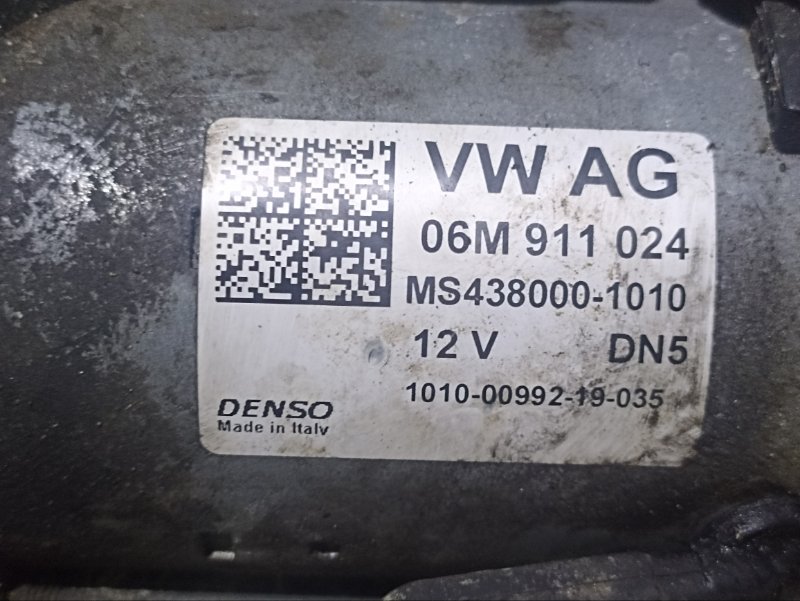 VW AG
06M 911 024
MS438000-1010
12 V DN5
1010-00992-19-035
DENSO
Made in Italy